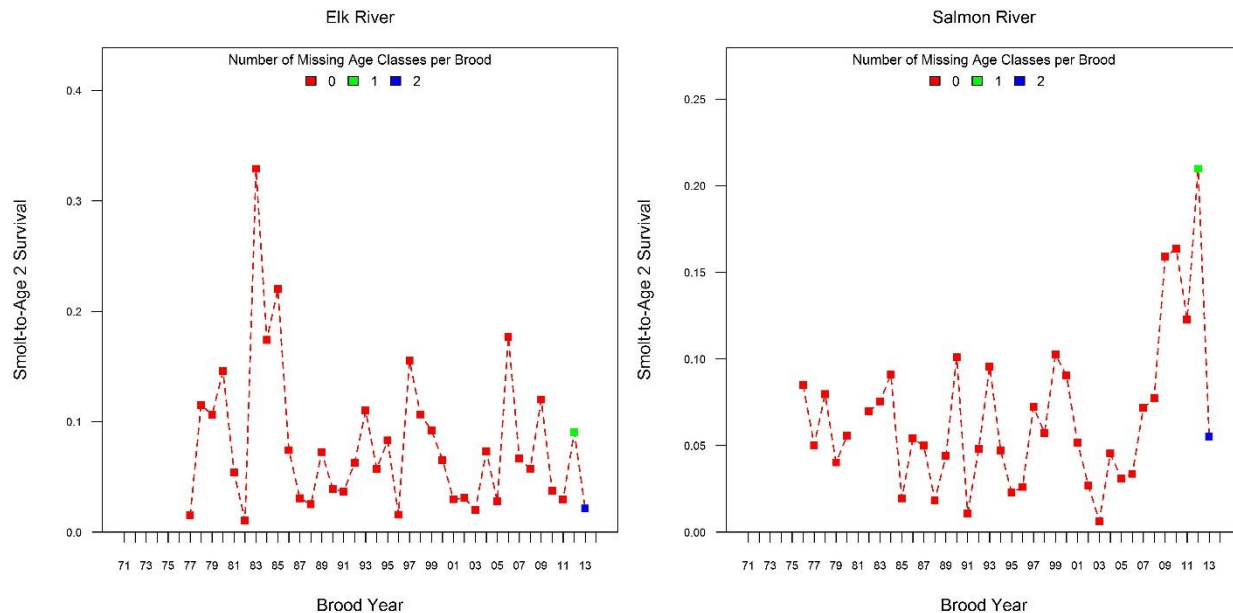 Elk River
Number of Missing Age Classes per Brood
0 1 2
0.4
0.3
0.2
0.1
0.0
Smolt-to-Age 2 Survival
71 73 75 77 79 81 83 85 87 89 91 93 95 97 99 01 03 05 07 09 11 13
Brood Year
Salmon River
Number of Missing Age Classes per Brood
0 1 2
0.25
0.20
0.15
0.10
0.05
0.00
Smolt-to-Age 2 Survival
71 73 75 77 79 81 83 85 87 89 91 93 95 97 99 01 03 05 07 09 11 13
Brood Year